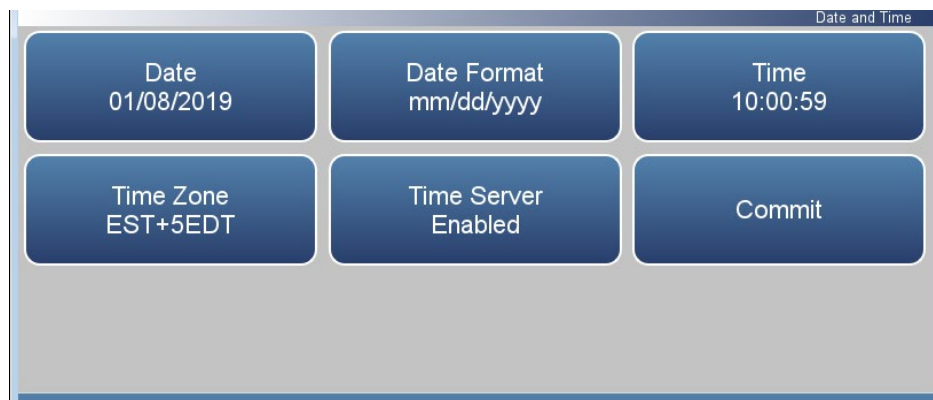 Date and Time
Date
01/08/2019
Date Format
mm/dd/yyyy
Time
10:00:59
Time Zone
EST+5EDT
Time Server
Enabled
Commit